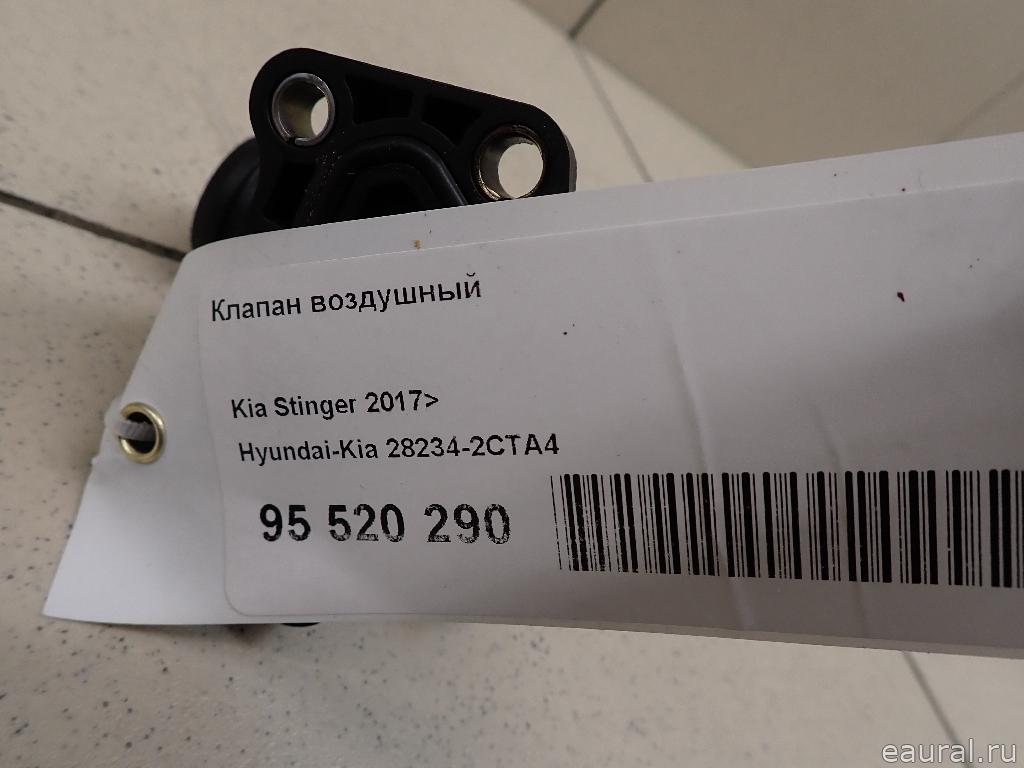 Клапан воздушный
Kia Stinger 2017>
Hyundai-Kia 28234-2CTA4
95 520 290
eaural.ru